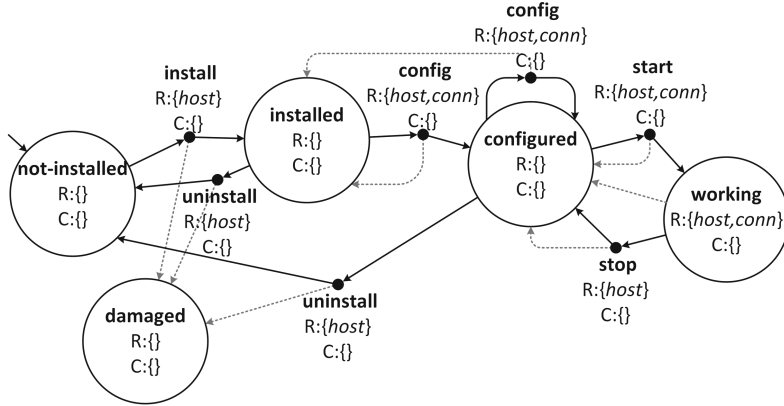 config
R:{host,conn}
C:{}
install
R:{host}
C:{}
config
R:{host,conn}
C:{}
start
R:{host,conn}
C:{}
installed
R:{}
C:{}
configured
R:{}
C:{}
not-installed
R:{}
C:{}
uninstall
R:{host}
C:{}
working
R:{host,conn}
C:{}
stop
R:{host}
C:{}
damaged
R:{}
C:{}
uninstall
R:{host}
C:{}